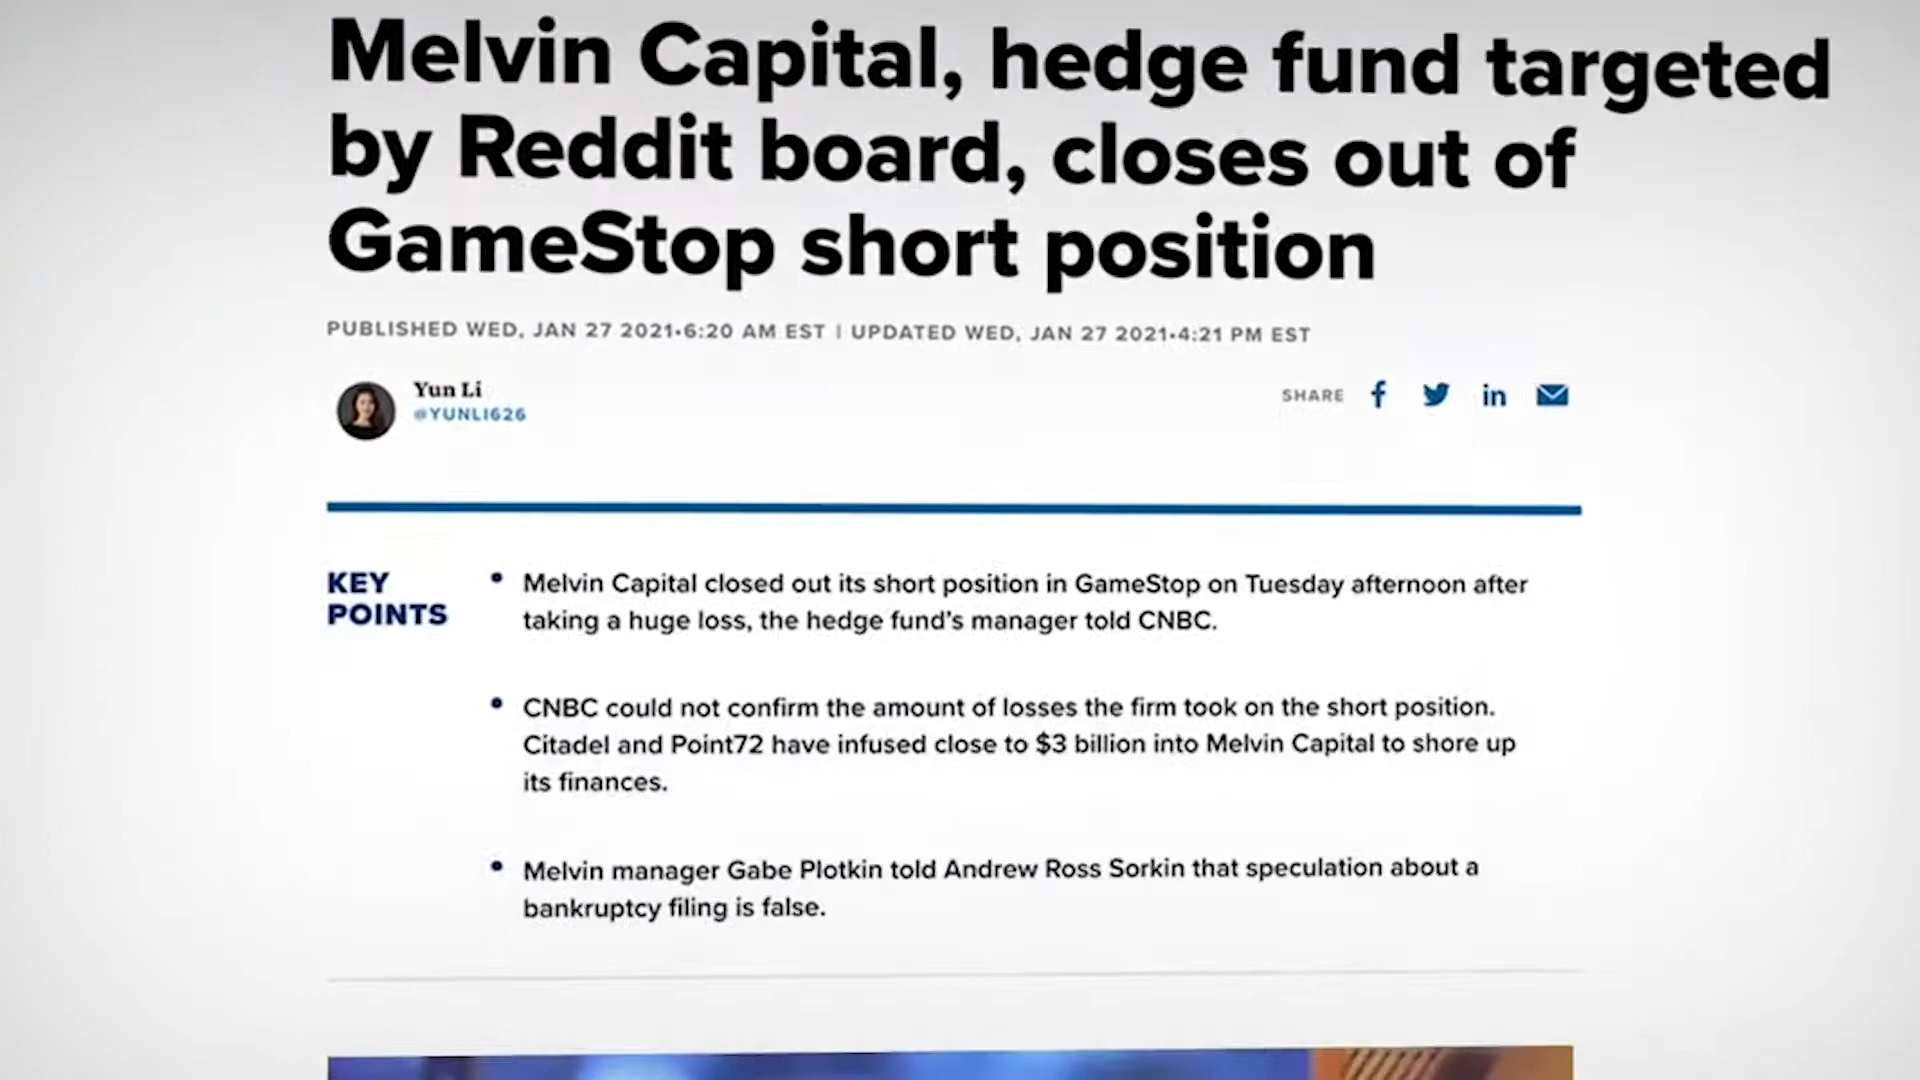 Melvin Capital, hedge fund targeted
by Reddit board, closes out of
GameStop short position
PUBLISHED WED, JAN 27 2021•6:20 AM EST | UPDATED WED, JAN 27 2021•4:21 PM EST
Yun Li
@YUNLI626
SHARE
KEY
POINTS
• Melvin Capital closed out its short position in GameStop on Tuesday afternoon after
taking a huge loss, the hedge fund’s manager told CNBC.
• CNBC could not confirm the amount of losses the firm took on the short position.
Citadel and Point72 have infused close to $3 billion into Melvin Capital to shore up
its finances.
• Melvin manager Gabe Plotkin told Andrew Ross Sorkin that speculation about a
bankruptcy filing is false.